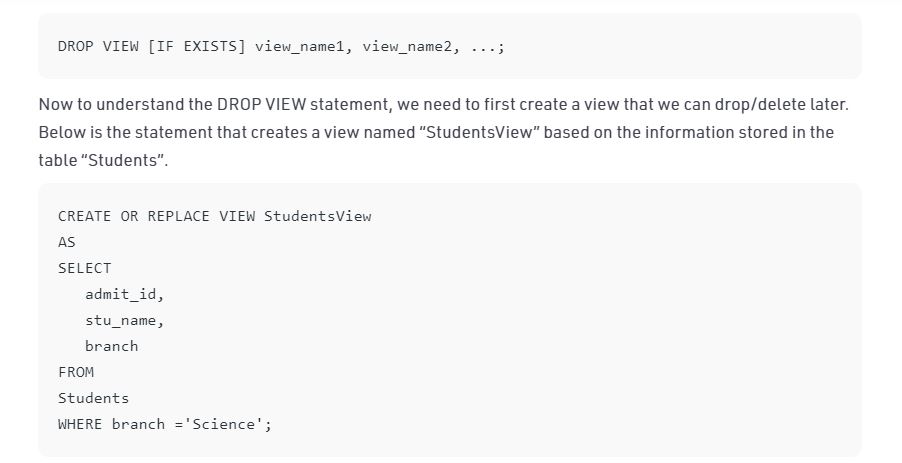 DROP VIEW [IF EXISTS] view_name1, view_name2, ...;
Now to understand the DROP VIEW statement, we need to first create a view that we can drop/delete later.
Below is the statement that creates a view named “StudentsView” based on the information stored in the
table “Students”.
CREATE OR REPLACE VIEW StudentsView
AS
SELECT
   admit_id,
   stu_name,
   branch
FROM
Students
WHERE branch ='Science';